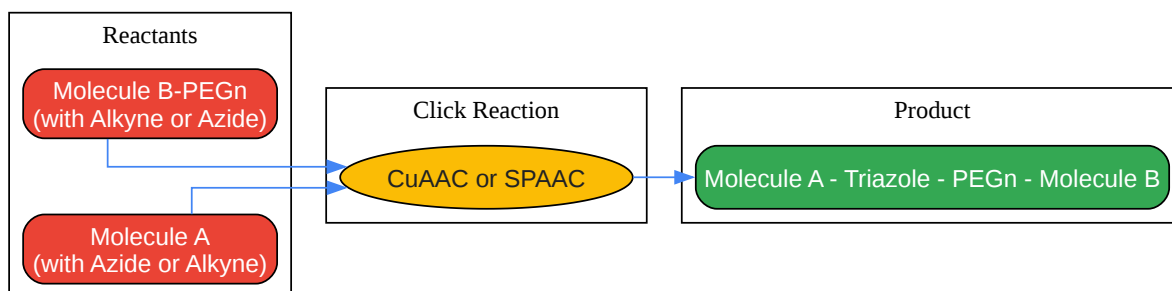 Reactants
Molecule B-PEGn
(with Alkyne or Azide)
Molecule A
(with Azide or Alkyne)
Click Reaction
CuAAC or SPAAC
Product
Molecule A - Triazole - PEGn - Molecule B